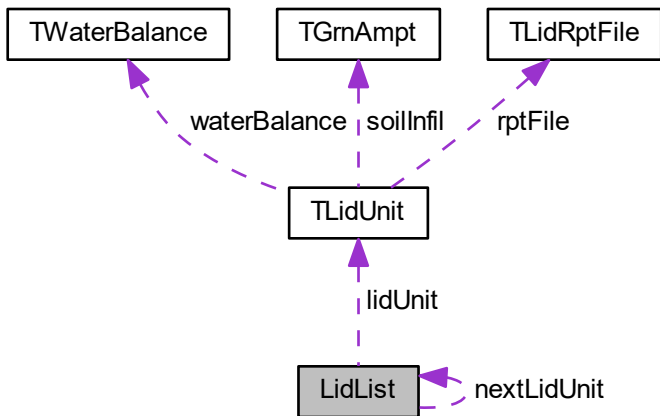 TWaterBalance
TGrnAmpt
TLidRptFile
waterBalance
soilInfil
rptFile
TLidUnit
lidUnit
LidList
nextLidUnit